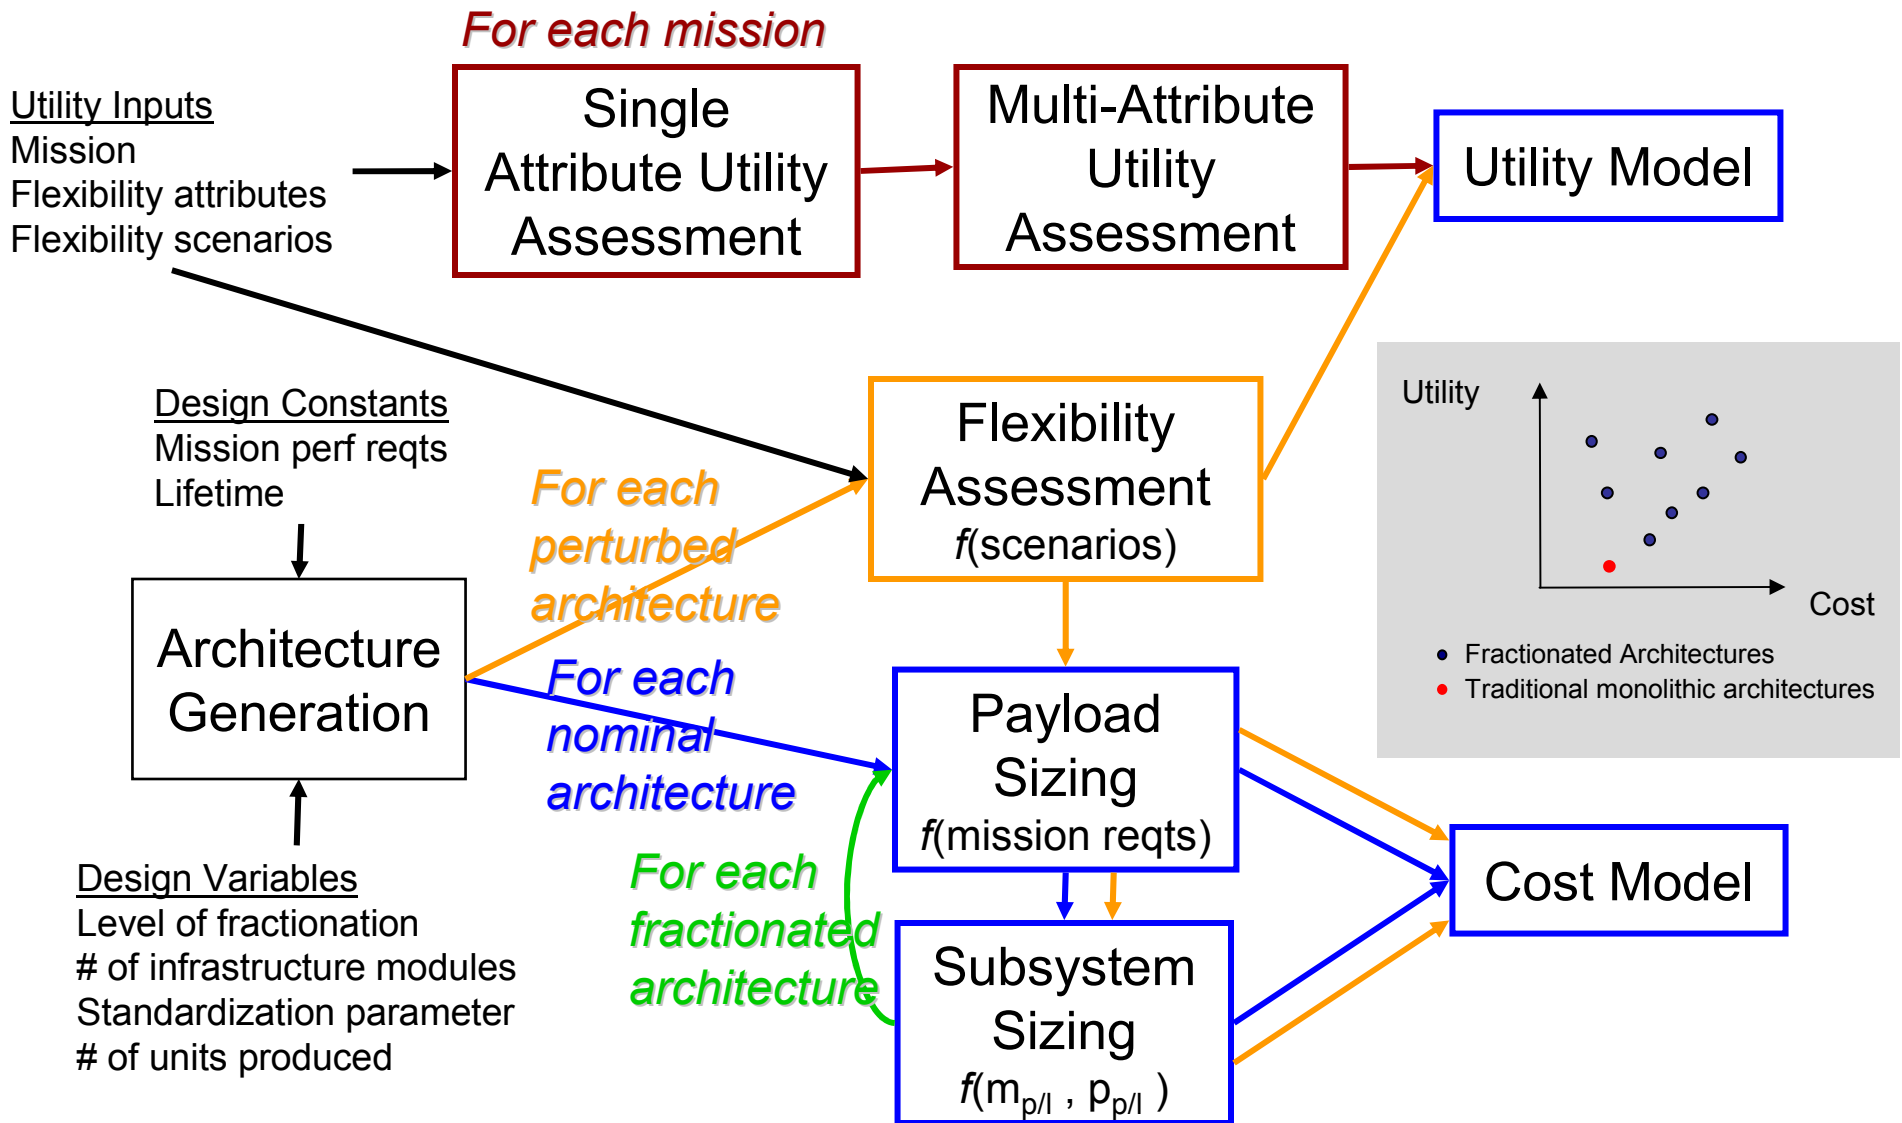 For each mission
Utility Inputs
Mission
Flexibility attributes
Flexibility scenarios
Single
Attribute Utility
Assessment
Multi-Attribute
Utility
Assessment
Utility Model
Design Constants
Mission perf reqts
Lifetime
For each
perturbed
architecture
Flexibility
Assessment
f(scenarios)
Utility
Cost
Fractionated Architectures
Traditional monolithic architectures
Architecture
Generation
For each
nominal
architecture
Payload
Sizing
f(mission reqts)
Cost Model
Design Variables
Level of fractionation
# of infrastructure modules
Standardization parameter
# of units produced
For each
fractionated
architecture
Subsystem
Sizing
f(mp/l , pp/l )